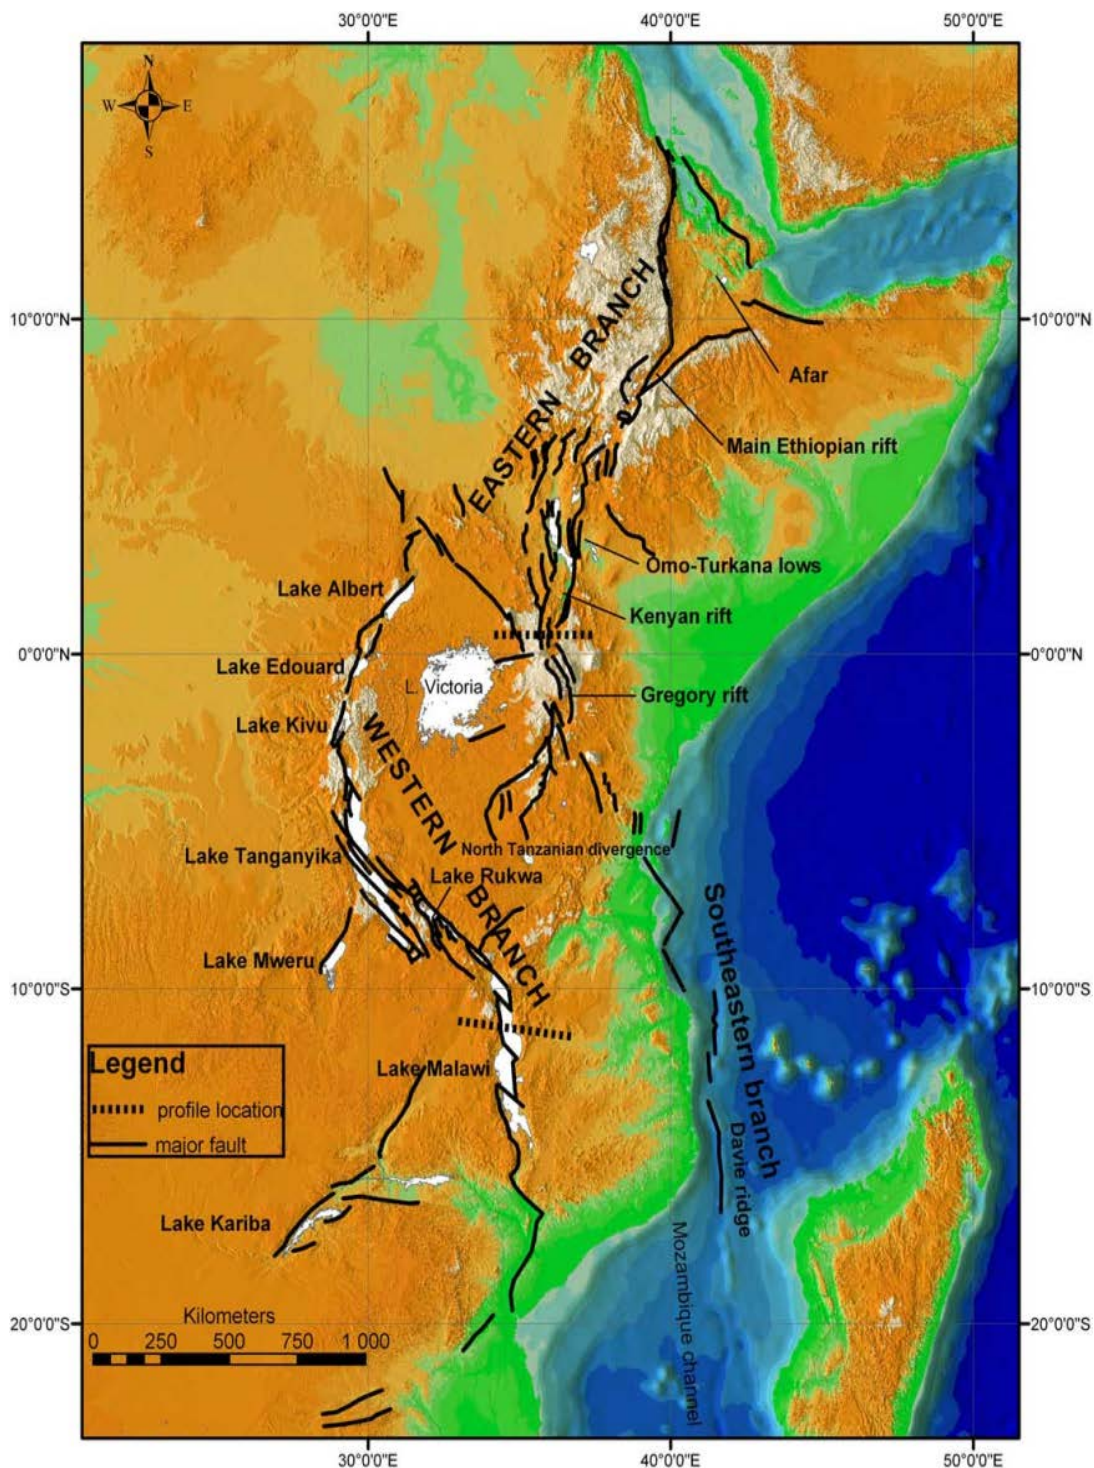 30°0'0"E 40°0'0"E 50°0'0"E
N
W E
S
EASTERN BRANCH
10°0'0"N 10°0'0"N
Afar
Main Ethiopian rift
Omo-Turkana lows
Lake Albert
Kenyan rift
0°0'0"N 0°0'0"N
Lake Edouard
L. Victoria
Gregory rift
Lake Kivu
WESTERN BRANCH
North Tanzanian divergence
Lake Tanganyika
Lake Rukwa
Southeastern branch
Lake Mweru
10°0'0"S 10°0'0"S
Legend
Lake Malawi
profile location
major fault
Davie ridge
Lake Kariba
Mozambique channel
Kilometers
20°0'0"S 20°0'0"S
0 250 500 750 1 000
30°0'0"E 40°0'0"E 50°0'0"E